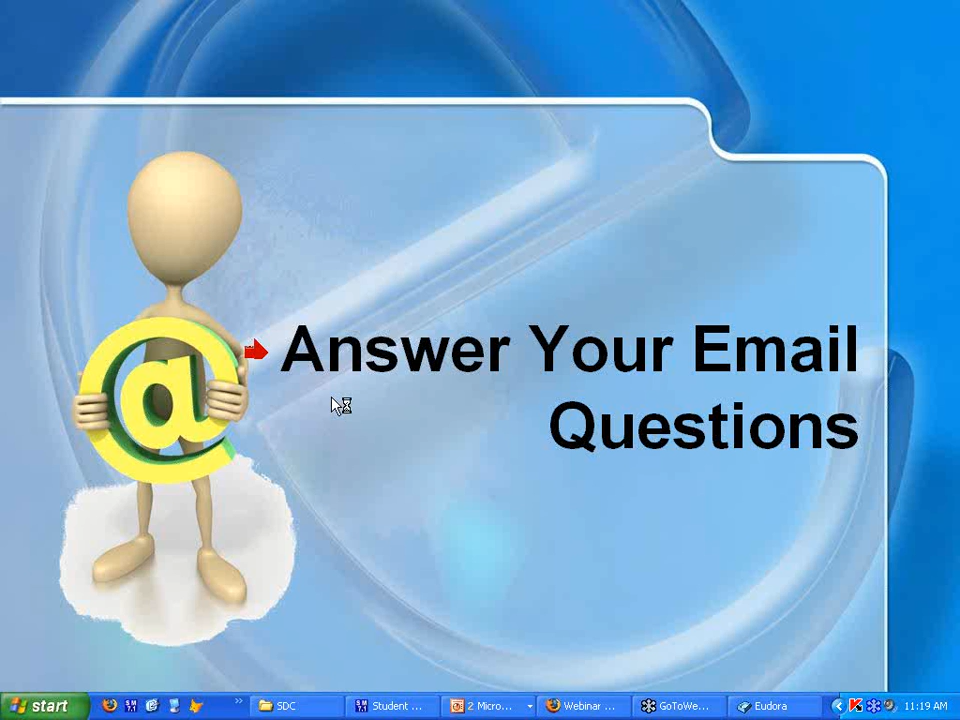 Answer Your Email
Questions
@
start
SDC
Student ...
2 Micro...
Webinar ...
GoToWe...
Eudora
11:19 AM